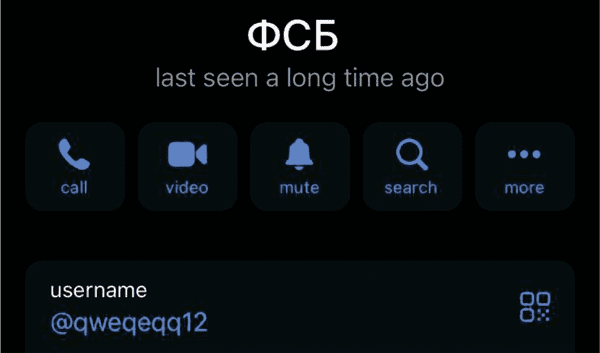 ФСБ
last seen a long time ago
call video mute search more
username
@qweqeqq12